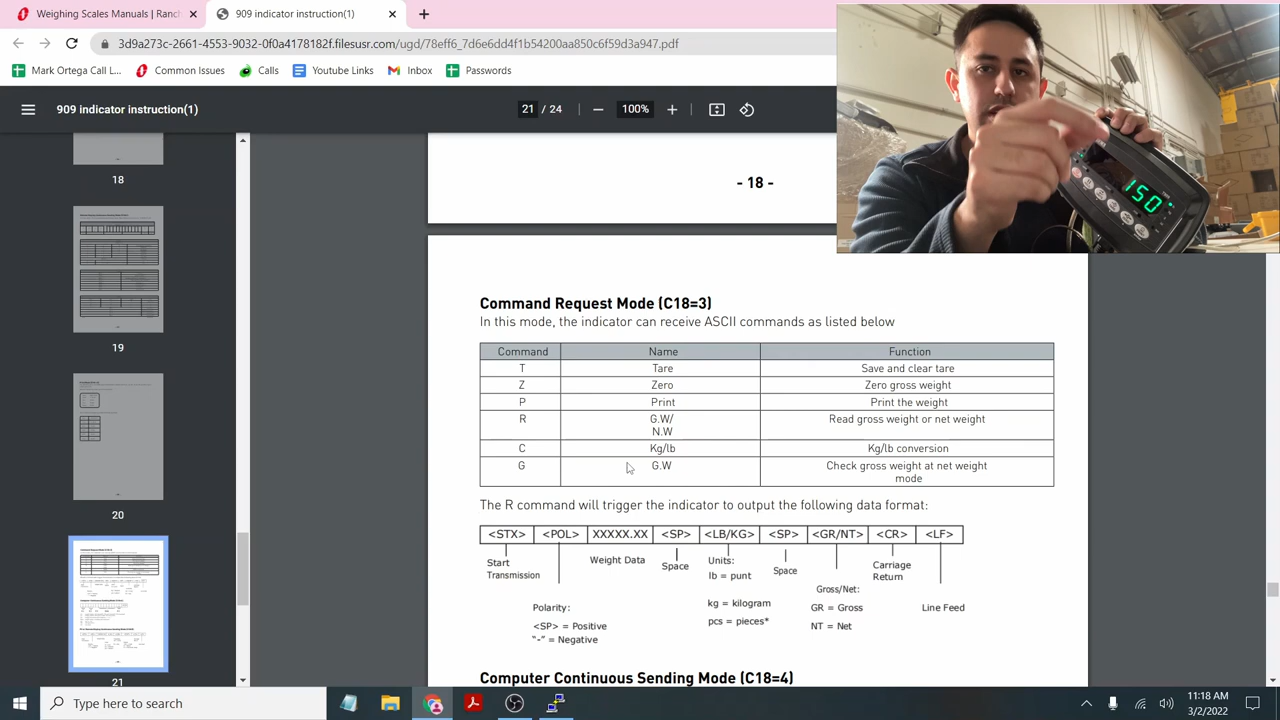 Weighing Scales Manuals | Ranch
909 indicator instruction(1)
3d9a273c-2661-4553-9032-0f0a4178182f.filesusr.com/ugd/78eff6_7d6e6dd4f1b54200aa850c6f59d3a947.pdf
Mark Ortega Call L...
Common Issues
Calls
Youtube Links
Inbox
Passwords
909 indicator instruction(1)
21 / 24
100%
150
18
19
20
21
- 18 -
Command Request Mode (C18=3)
In this mode, the indicator can receive ASCII commands as listed below
Command Name Function
T Tare Save and clear tare
Z Zero Zero gross weight
P Print Print the weight
R G.W/ Read gross weight or net weight
N.W
C Kg/lb Kg/lb conversion
G G.W Check gross weight at net weight
mode
The R command will trigger the indicator to output the following data format:
<STX> <POL> XXXXX.XX <SP> <LB/KG> <SP> <GR/NT> <CR> <LF>
Start
Transmission
Weight Data
Space
Units:
lb = punt
kg = kilogram
pcs = pieces*
Space
Carriage
Return
Gross/Net:
GR = Gross
NT = Net
Line Feed
Polarity:
<SP> = Positive
"-" = Negative
Computer Continuous Sending Mode (C18=4)
Type here to search
11:18 AM
3/2/2022